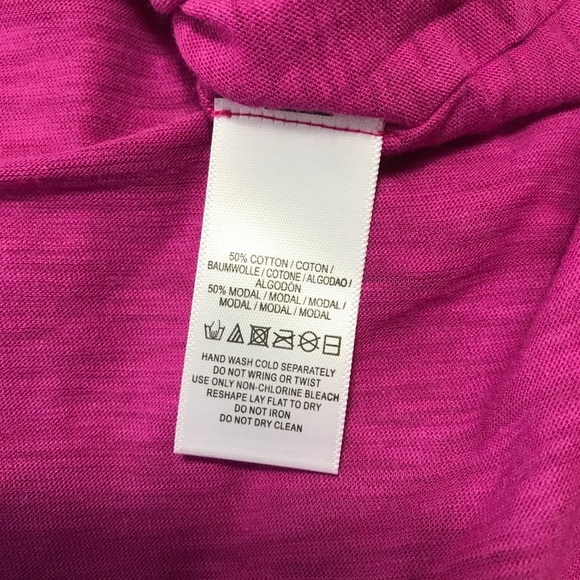 50% COTTON / COTON /
BAUMWOLLE / COTONE / ALGODAO /
ALGODÓN
50% MODAL / MODAL / MODAL /
MODAL / MODAL / MODAL
HAND WASH COLD SEPARATELY
DO NOT WRING OR TWIST
USE ONLY NON-CHLORINE BLEACH
RESHAPE LAY FLAT TO DRY
DO NOT IRON
DO NOT DRY CLEAN